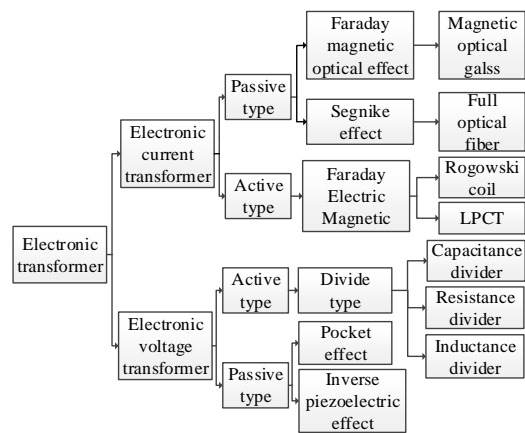 Electronic
transformer
Electronic
current
transformer
Passive
type
Faraday
magnetic
optical effect
Magnetic
optical
galss
Segnike
effect
Full
optical
fiber
Active
type
Faraday
Electric
Magnetic
Rogowski
coil
LPCT
Electronic
voltage
transformer
Active
type
Divide
type
Capacitance
divider
Resistance
divider
Inductance
divider
Passive
type
Pocket
effect
Inverse
piezoelectric
effect